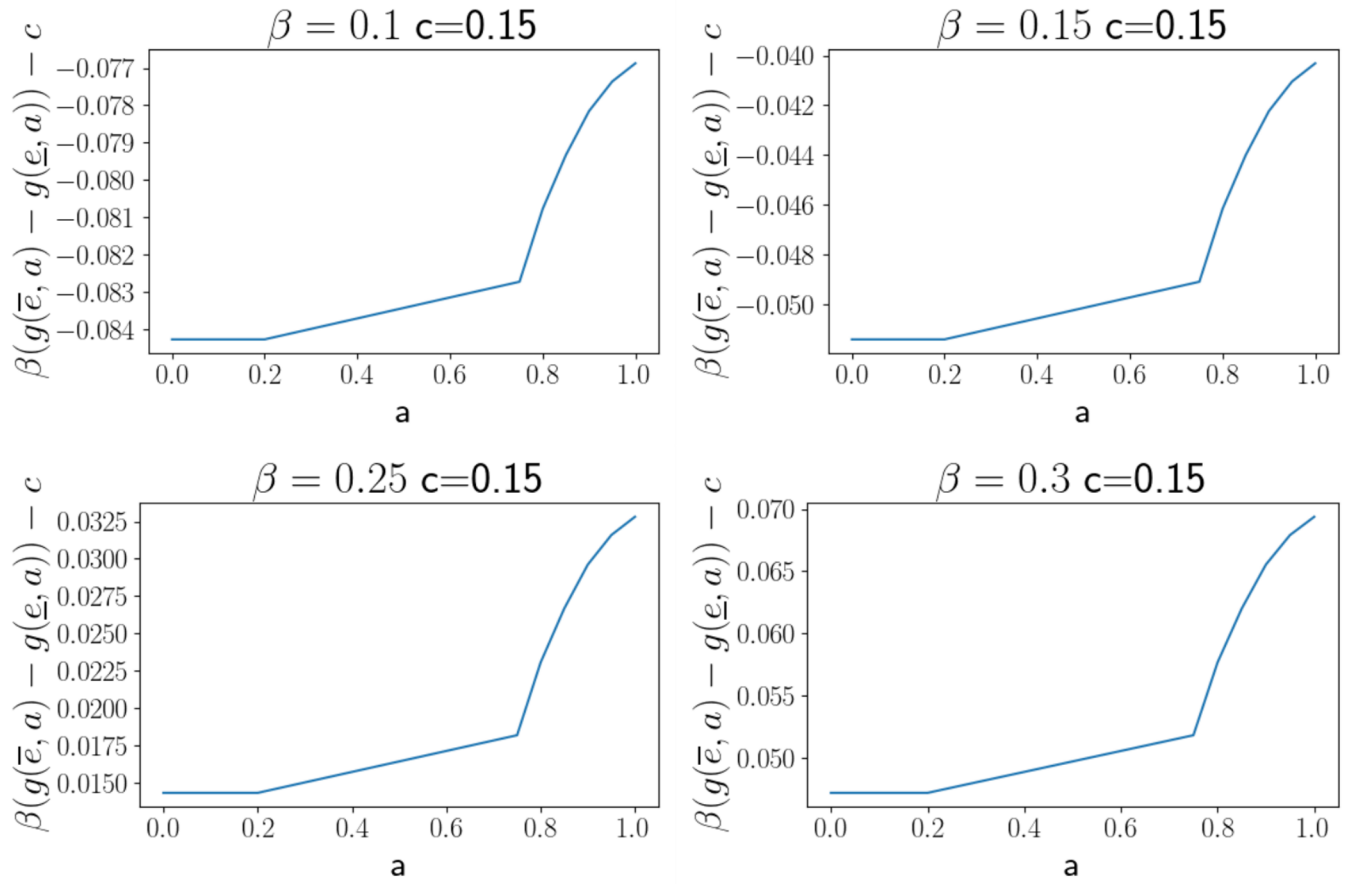 β = 0.1 c=0.15
β(g(e̅, a) − g(e̲, a)) − c
−0.077
−0.078
−0.079
−0.080
−0.081
−0.082
−0.083
−0.084
0.0 0.2 0.4 0.6 0.8 1.0
a
β = 0.15 c=0.15
β(g(e̅, a) − g(e̲, a)) − c
−0.040
−0.042
−0.044
−0.046
−0.048
−0.050
0.0 0.2 0.4 0.6 0.8 1.0
a
β = 0.25 c=0.15
β(g(e̅, a) − g(e̲, a)) − c
0.0325
0.0300
0.0275
0.0250
0.0225
0.0200
0.0175
0.0150
0.0 0.2 0.4 0.6 0.8 1.0
a
β = 0.3 c=0.15
β(g(e̅, a) − g(e̲, a)) − c
0.070
0.065
0.060
0.055
0.050
0.0 0.2 0.4 0.6 0.8 1.0
a